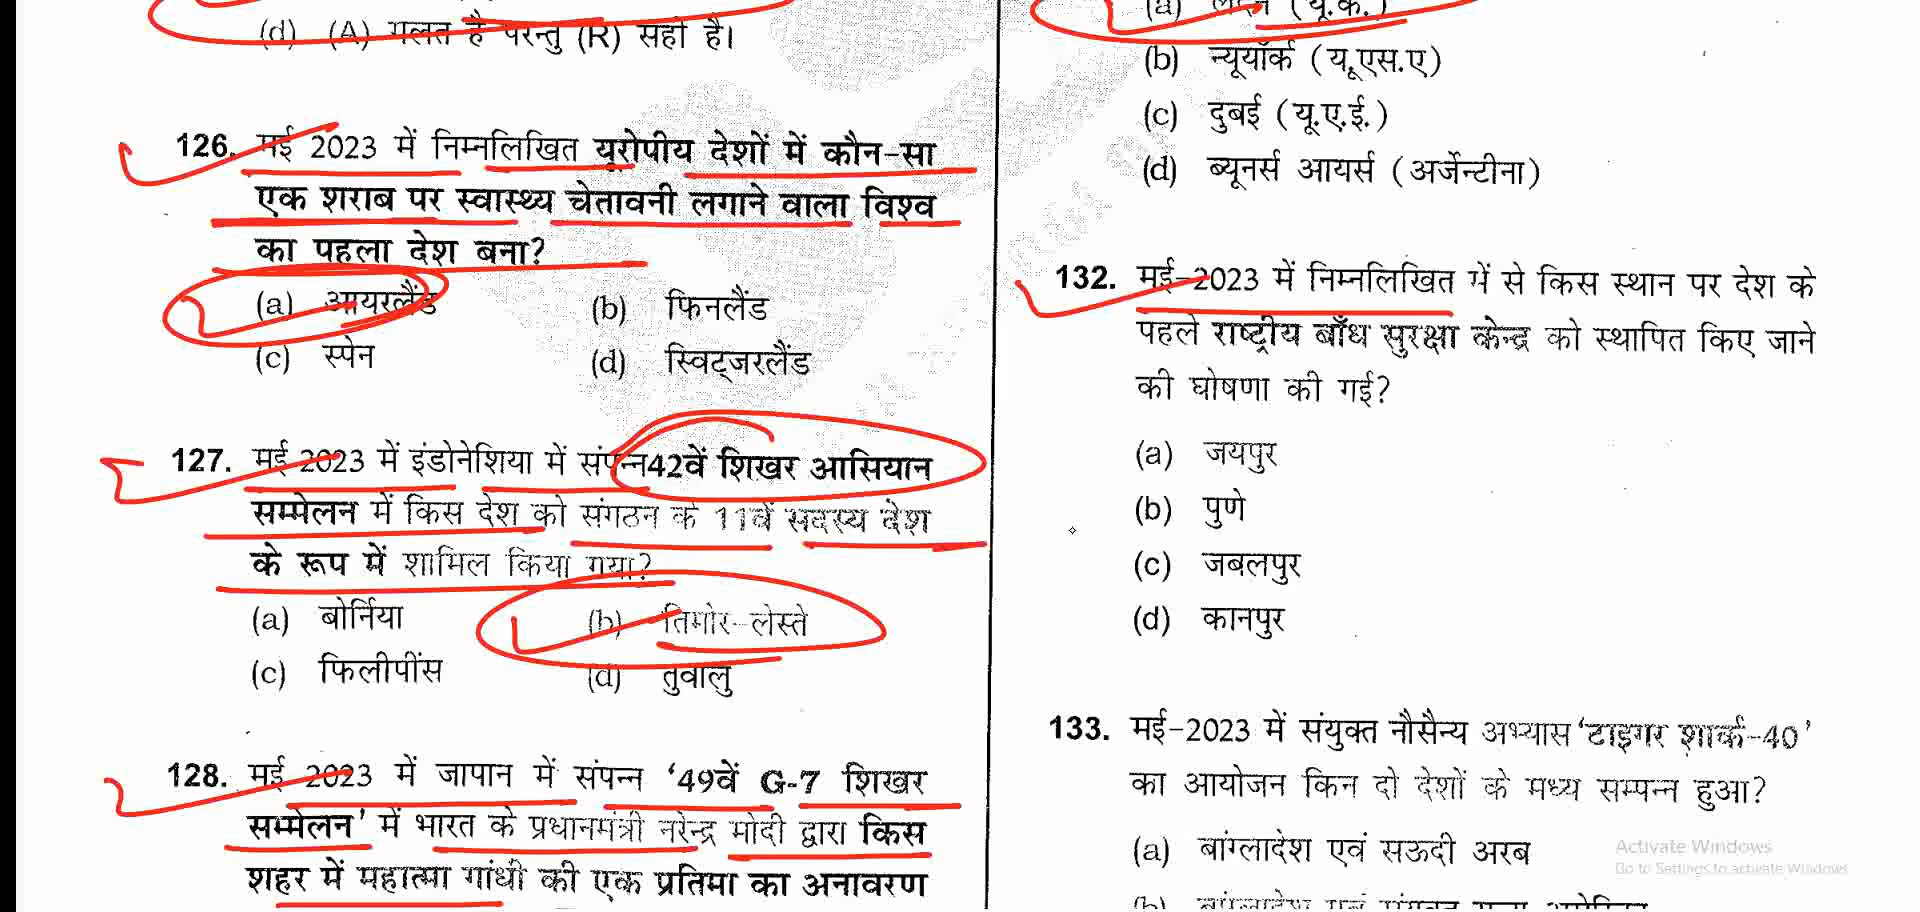 (d) (A) गलत है परन्तु (R) सही है।
126. मई 2023 में निम्नलिखित यूरोपीय देशों में कौन-सा
एक शराब पर स्वास्थ्य चेतावनी लगाने वाला विश्व
का पहला देश बना?
(a) आयरलैंड (b) फिनलैंड
(c) स्पेन (d) स्विट्जरलैंड
127. मई 2023 में इंडोनेशिया में संपन्न 42वें शिखर आसियान
सम्मेलन में किस देश को संगठन के 11वें सदस्य देश
के रूप में शामिल किया गया?
(a) बोर्निया (b) तिमोर-लेस्ते
(c) फिलीपींस (d) तुवालु
128. मई 2023 में जापान में संपन्न '49वें G-7 शिखर
सम्मेलन' में भारत के प्रधानमंत्री नरेन्द्र मोदी द्वारा किस
शहर में महात्मा गांधी की एक प्रतिमा का अनावरण
(a) लंदन (यू.के.)
(b) न्यूयॉर्क (यू.एस.ए)
(c) दुबई (यू.ए.ई.)
(d) ब्यूनर्स आयर्स (अर्जेन्टीना)
132. मई-2023 में निम्नलिखित में से किस स्थान पर देश के
पहले राष्ट्रीय बाँध सुरक्षा केन्द्र को स्थापित किए जाने
की घोषणा की गई?
(a) जयपुर
(b) पुणे
(c) जबलपुर
(d) कानपुर
133. मई-2023 में संयुक्त नौसैन्य अभ्यास 'टाइगर शार्क-40'
का आयोजन किन दो देशों के मध्य सम्पन्न हुआ?
(a) बांग्लादेश एवं सऊदी अरब
Activate Windows
Go to Settings to activate Windows
(b) बांग्लादेश एवं संयुक्त राज्य अमेरिका